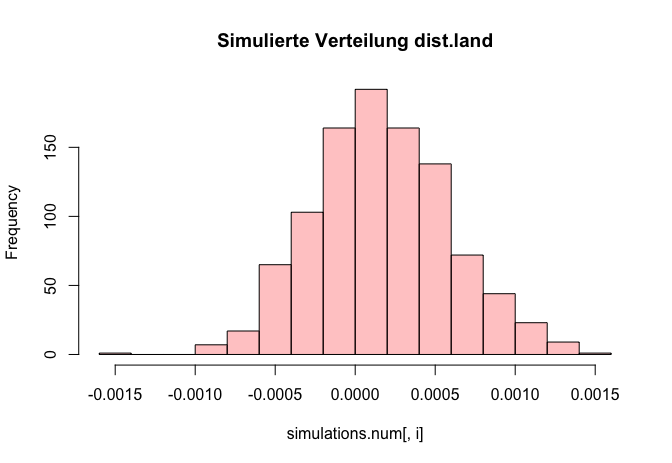 Simulierte Verteilung dist.land
Frequency
150
100
50
0
-0.0015 -0.0010 -0.0005 0.0000 0.0005 0.0010 0.0015
simulations.num[, i]